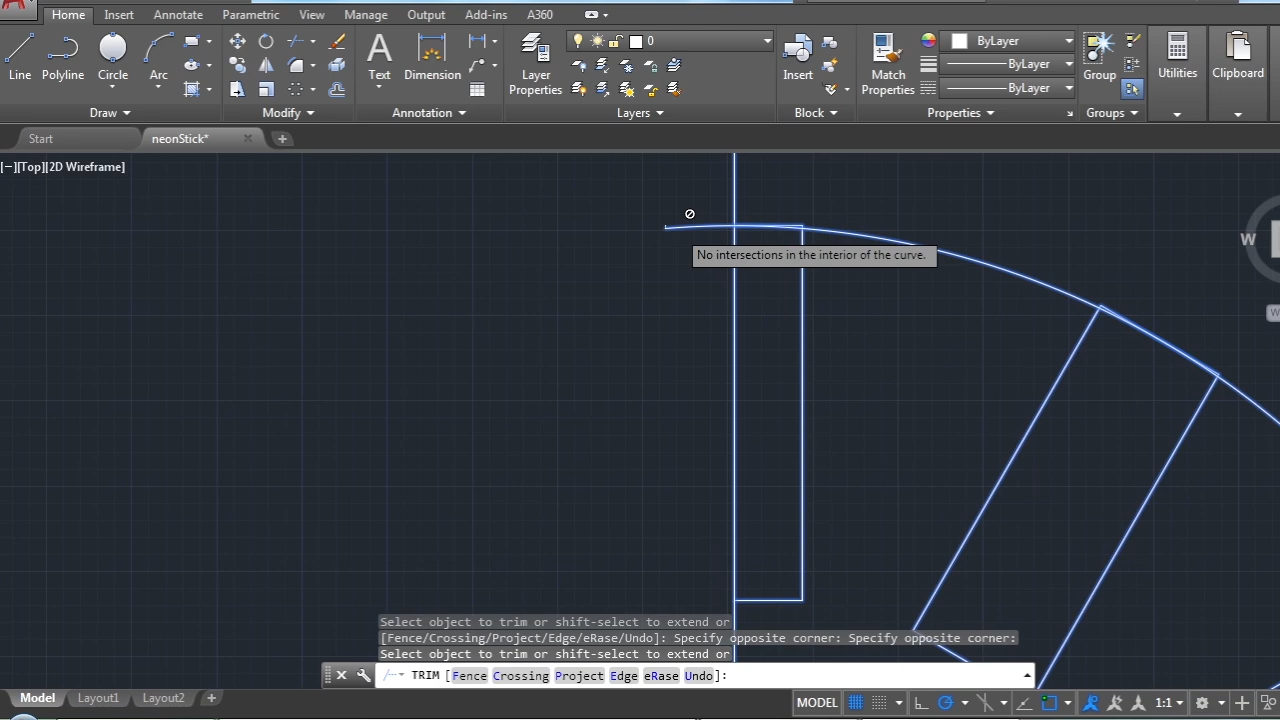 Home Insert Annotate Parametric View Manage Output Add-ins A360
Line Polyline Circle Arc
A Text Dimension
Layer Properties
0
Insert
Match Properties
ByLayer
ByLayer
ByLayer
Group Utilities Clipboard
Draw Modify Annotation Layers Block Properties Groups
Start neonStick*
[−][Top][2D Wireframe]
W
No intersections in the interior of the curve.
Select object to trim or shift-select to extend or
[Fence/Crossing/Project/Edge/eRase/Undo]: Specify opposite corner: Specify opposite corner:
Select object to trim or shift-select to extend or
TRIM [Fence Crossing Project Edge eRase Undo]:
Model Layout1 Layout2
MODEL 1:1